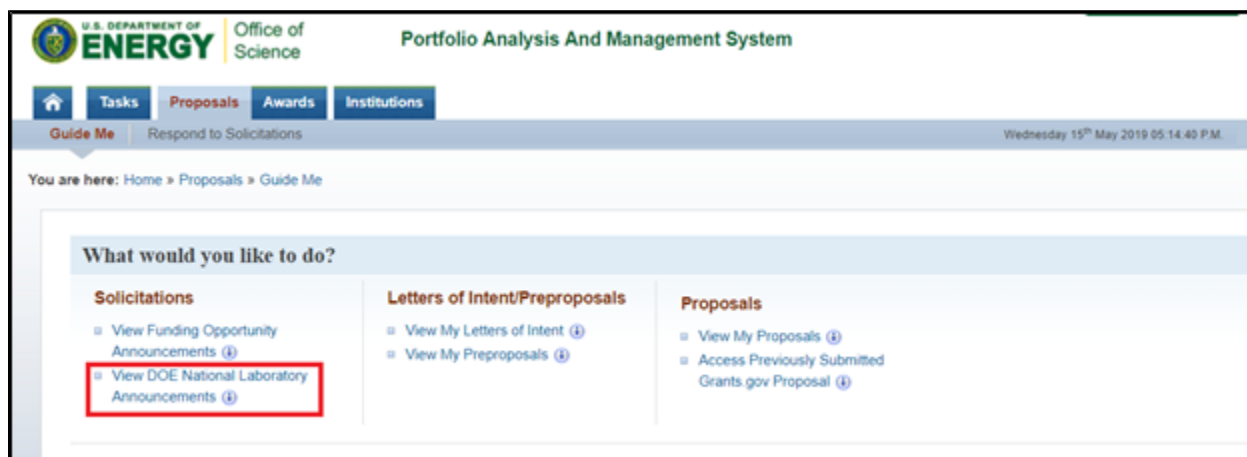 U.S. DEPARTMENT OF
ENERGY
Office of
Science
Portfolio Analysis And Management System
Tasks
Proposals
Awards
Institutions
Guide Me
Respond to Solicitations
Wednesday 15th May 2019 05:14:40 P.M.
You are here: Home » Proposals » Guide Me
What would you like to do?
Solicitations
View Funding Opportunity
Announcements
View DOE National Laboratory
Announcements
Letters of Intent/Preproposals
View My Letters of Intent
View My Preproposals
Proposals
View My Proposals
Access Previously Submitted
Grants.gov Proposal